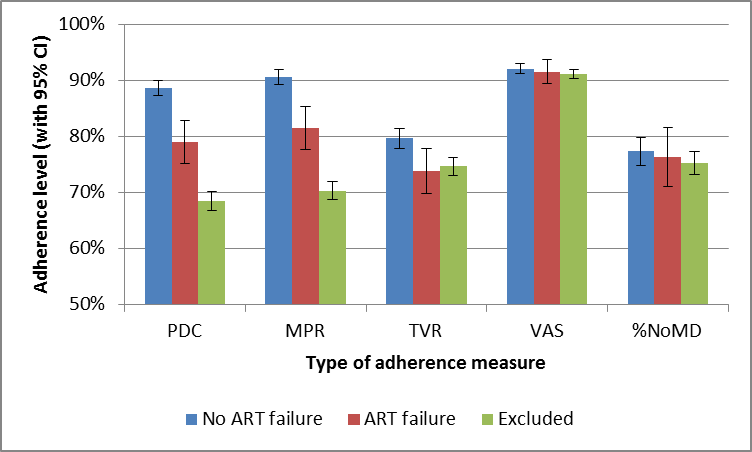 100%
90%
80%
70%
60%
50%
Adherence level (with 95% CI)
PDC MPR TVR VAS %NoMD
Type of adherence measure
No ART failure ART failure Excluded